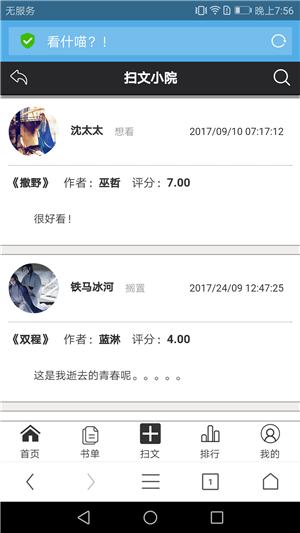 无服务 晚上7:56
看什喵？！
扫文小院
沈太太 想看 2017/09/10 07:17:12
《撒野》 作者：巫哲 评分：7.00
很好看！
铁马冰河 搁置 2017/24/09 12:47:25
《双程》 作者：蓝淋 评分：4.00
这是我逝去的青春呢。。。。。
首页 书单 扫文 排行 我的
1